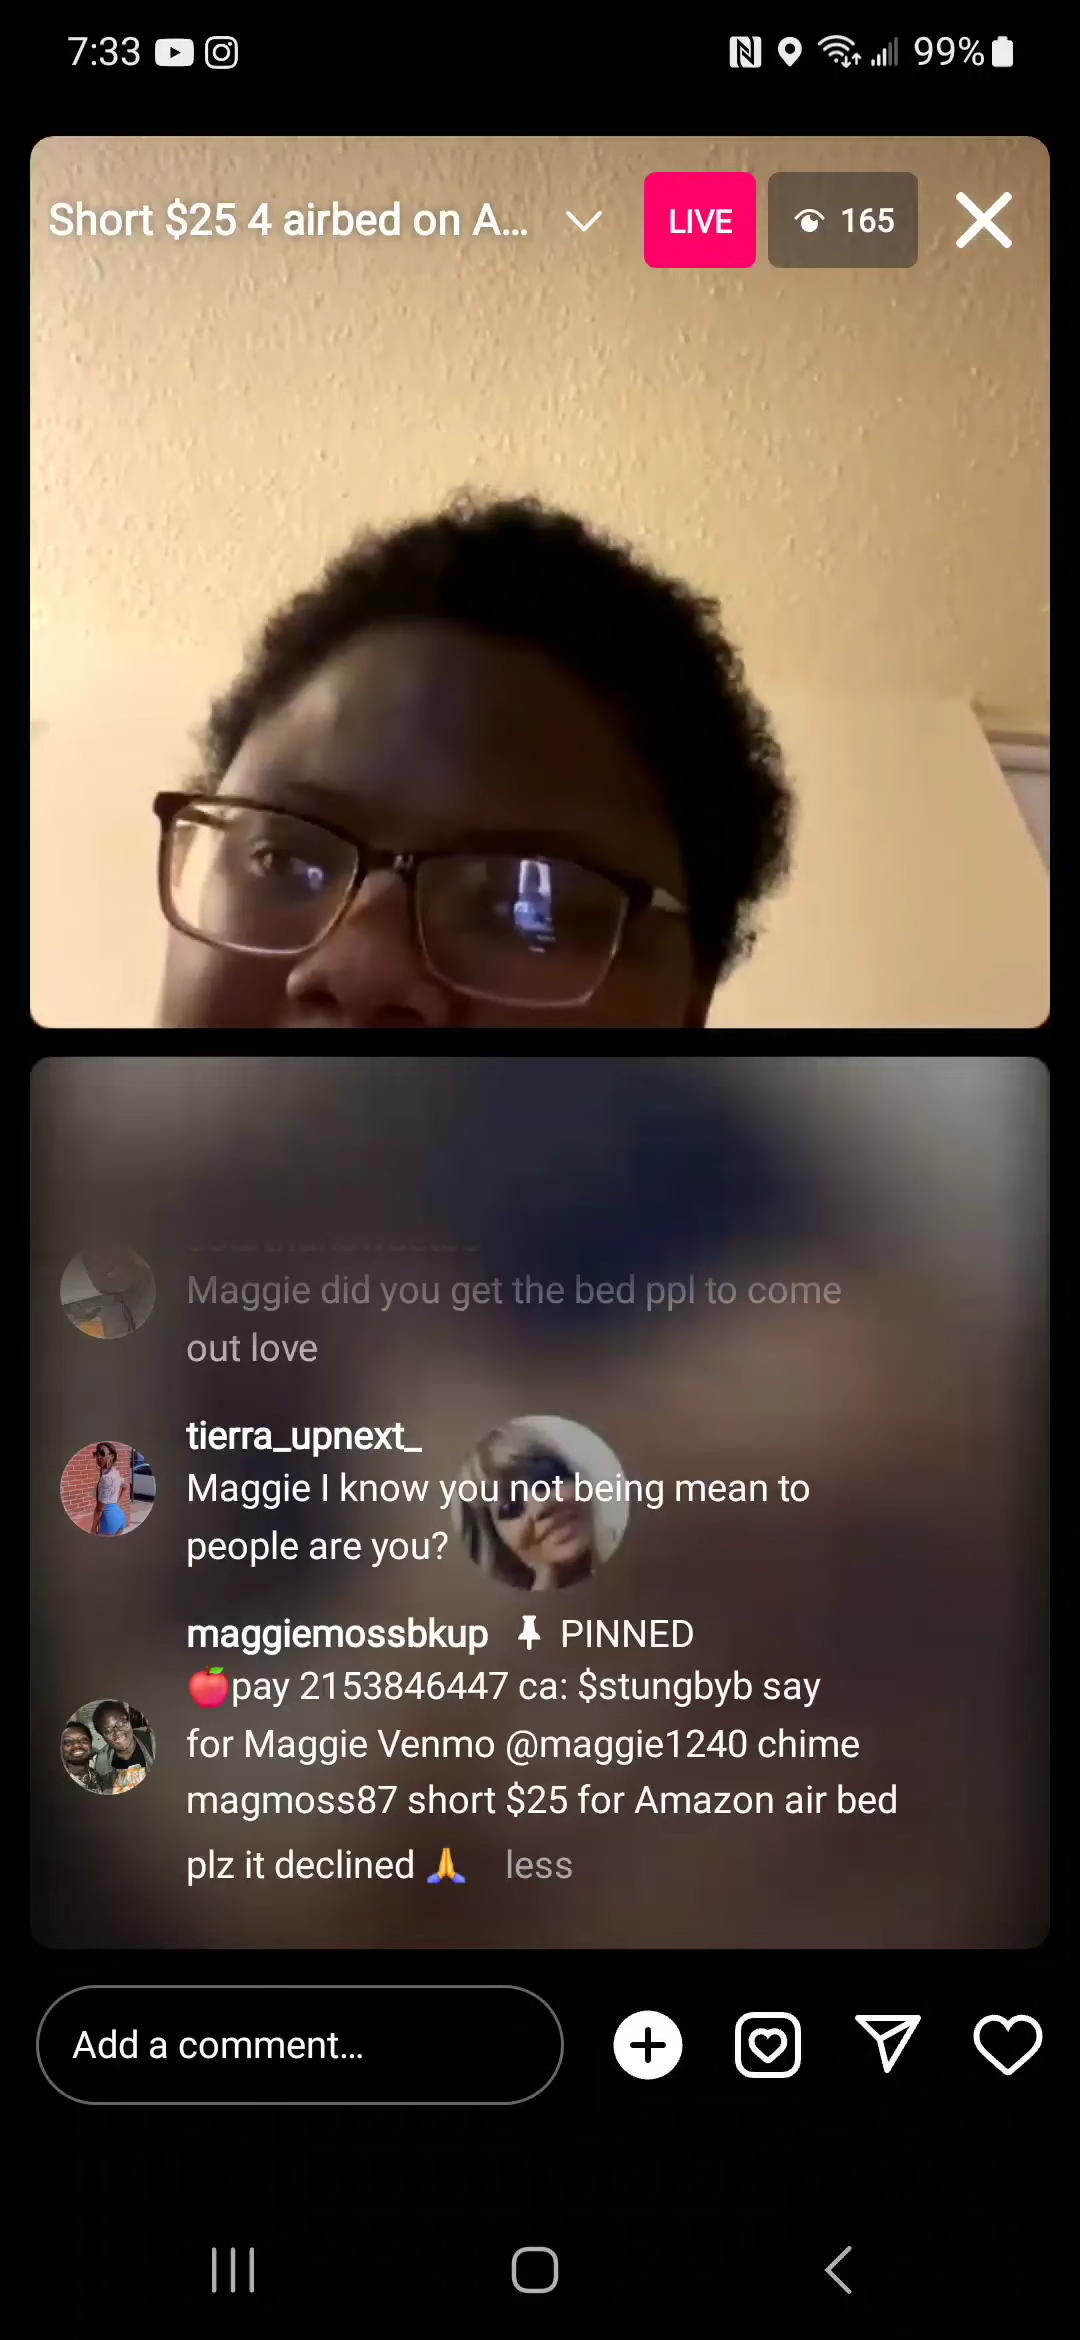 7:33
99%
Short $25 4 airbed on A...
LIVE
165
Maggie did you get the bed ppl to come
out love
tierra_upnext_
Maggie I know you not being mean to
people are you?
maggiemossbkup PINNED
🍎pay 2153846447 ca: $stungbyb say
for Maggie Venmo @maggie1240 chime
magmoss87 short $25 for Amazon air bed
plz it declined 🙏 less
Add a comment...